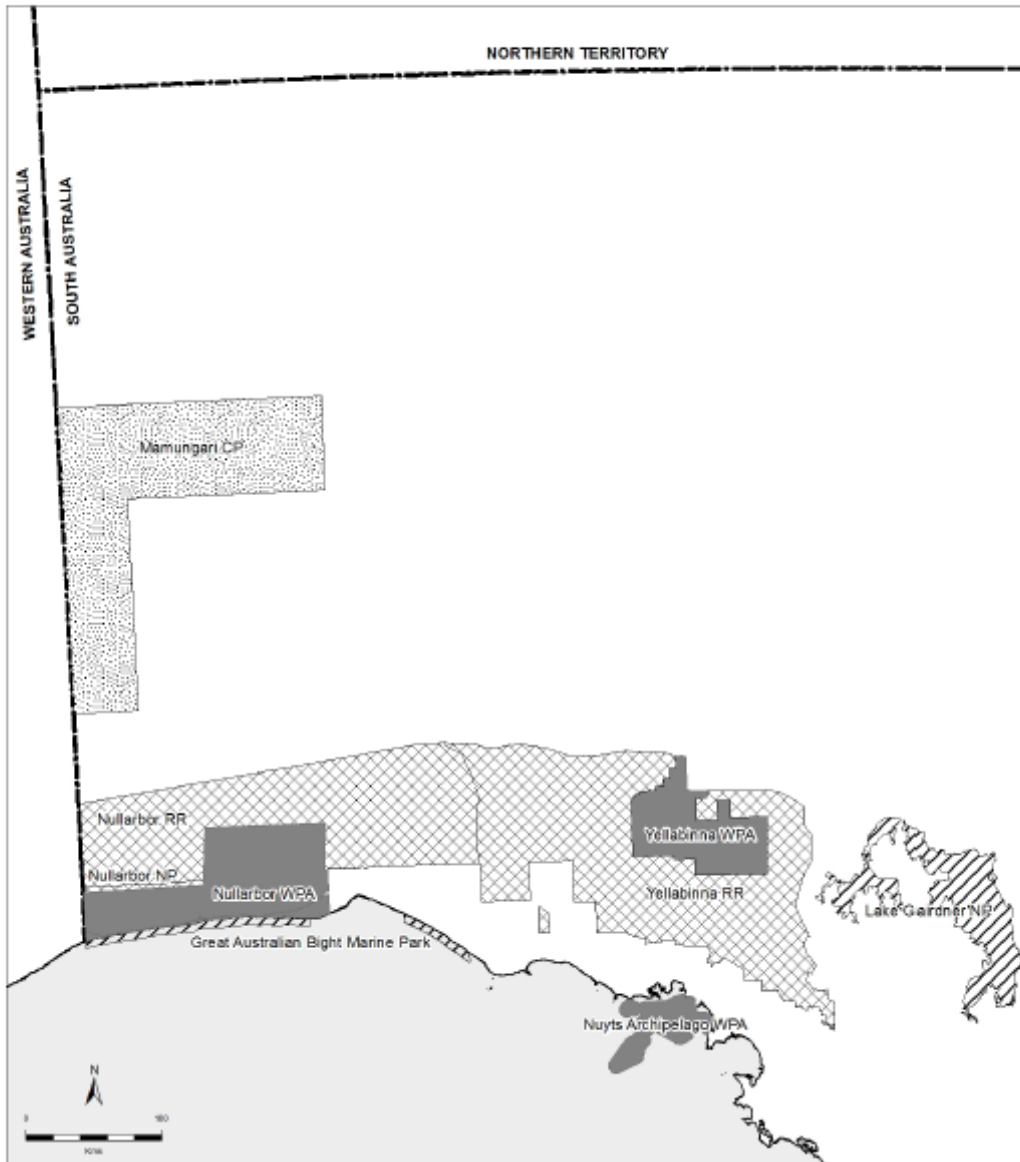 NORTHERN TERRITORY
WESTERN AUSTRALIA
SOUTH AUSTRALIA
Mamungari CP
Nullarbor RR
Yellabinna WPA
Nullarbor NP
Nullarbor WPA
Yellabinna RR
Lake Gairdner NP
Great Australian Bight Marine Park
Nuyts Archipelago WPA
N
0 100
Kms